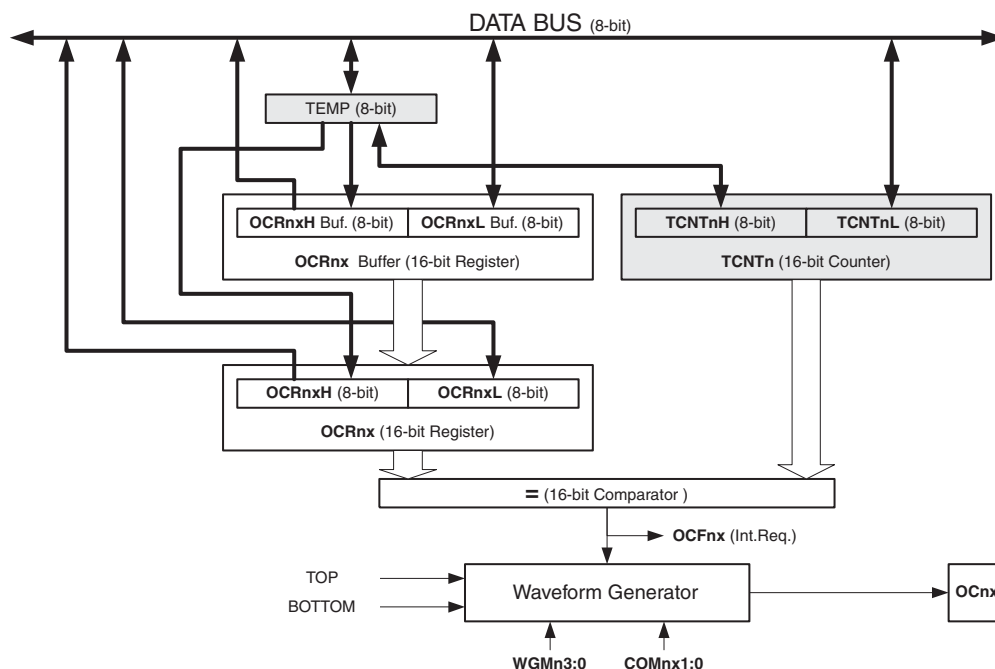 DATA BUS (8-bit)
TEMP (8-bit)
OCRnxH Buf. (8-bit) OCRnxL Buf. (8-bit)
OCRnx Buffer (16-bit Register)
TCNTnH (8-bit) TCNTnL (8-bit)
TCNTn (16-bit Counter)
OCRnxH (8-bit) OCRnxL (8-bit)
OCRnx (16-bit Register)
= (16-bit Comparator )
OCFnx (Int.Req.)
TOP
BOTTOM
Waveform Generator
OCnx
WGMn3:0 COMnx1:0